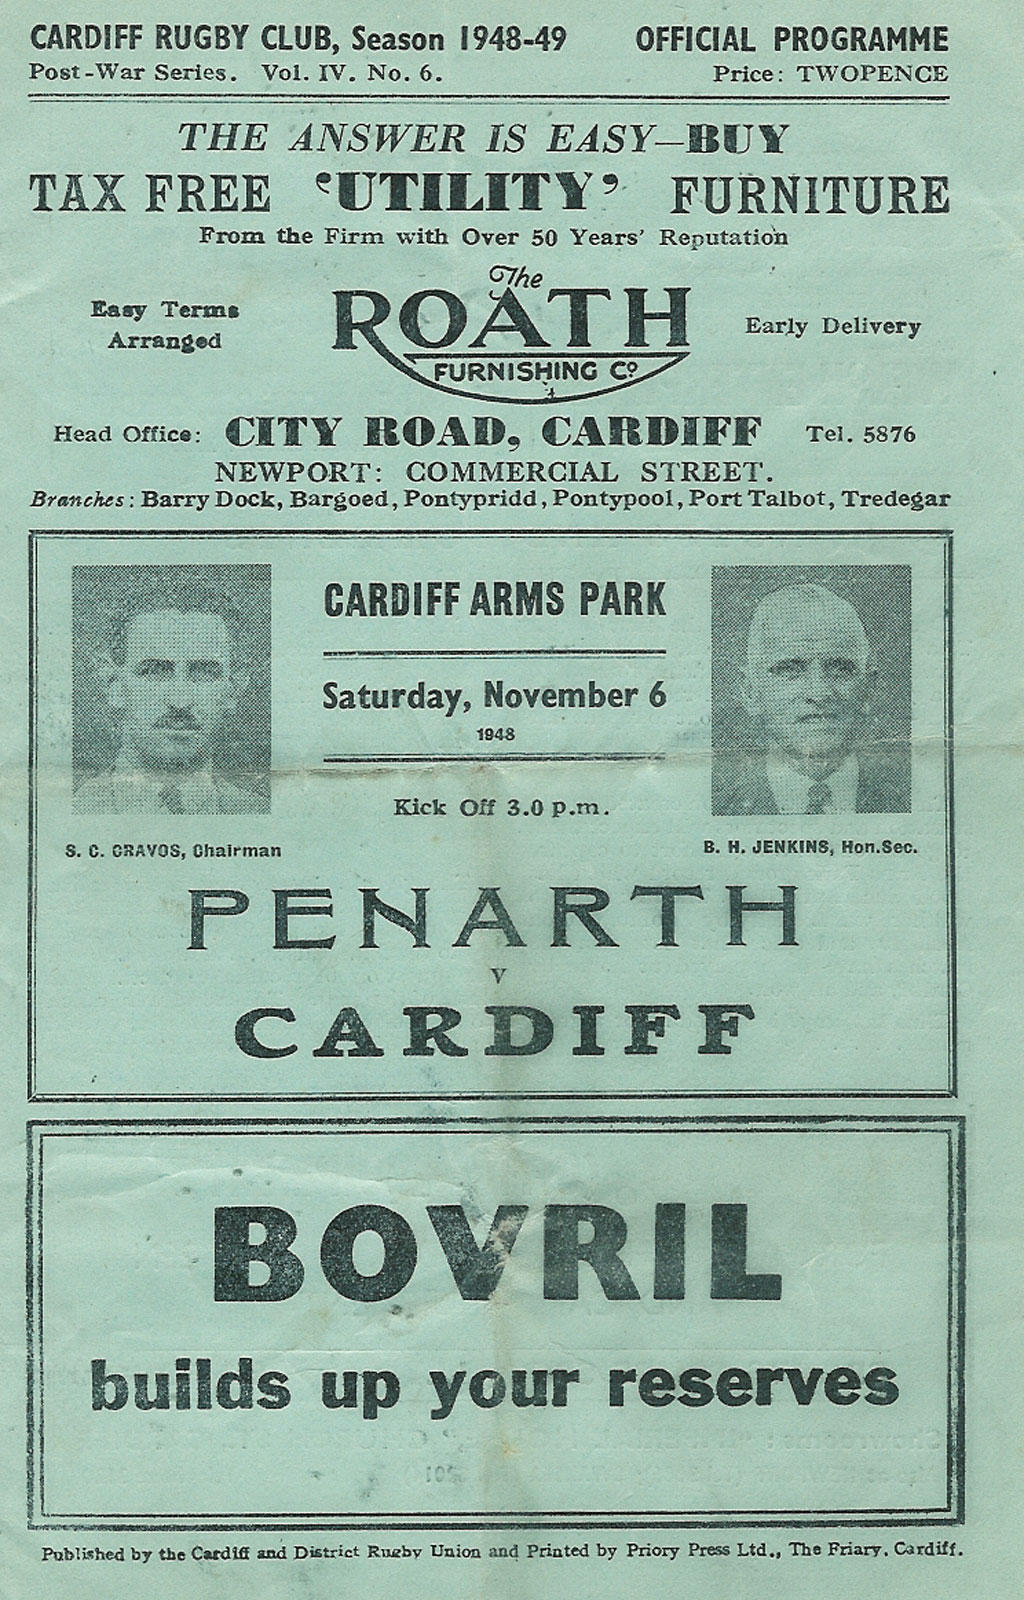 CARDIFF RUGBY CLUB, Season 1948-49 OFFICIAL PROGRAMME
Post-War Series. Vol. IV. No. 6. Price: TWOPENCE
THE ANSWER IS EASY—BUY
TAX FREE 'UTILITY' FURNITURE
From the Firm with Over 50 Years' Reputation
Easy Terms Arranged
The
ROATH
FURNISHING Co.
Early Delivery
Head Office: CITY ROAD, CARDIFF Tel. 5876
NEWPORT: COMMERCIAL STREET.
Branches: Barry Dock, Bargoed, Pontypridd, Pontypool, Port Talbot, Tredegar
CARDIFF ARMS PARK
Saturday, November 6
1948
Kick Off 3.0 p.m.
S. C. CRAVOS, Chairman
B. H. JENKINS, Hon.Sec.
PENARTH
v
CARDIFF
BOVRIL
builds up your reserves
Published by the Cardiff and District Rugby Union and Printed by Priory Press Ltd., The Friary, Cardiff.